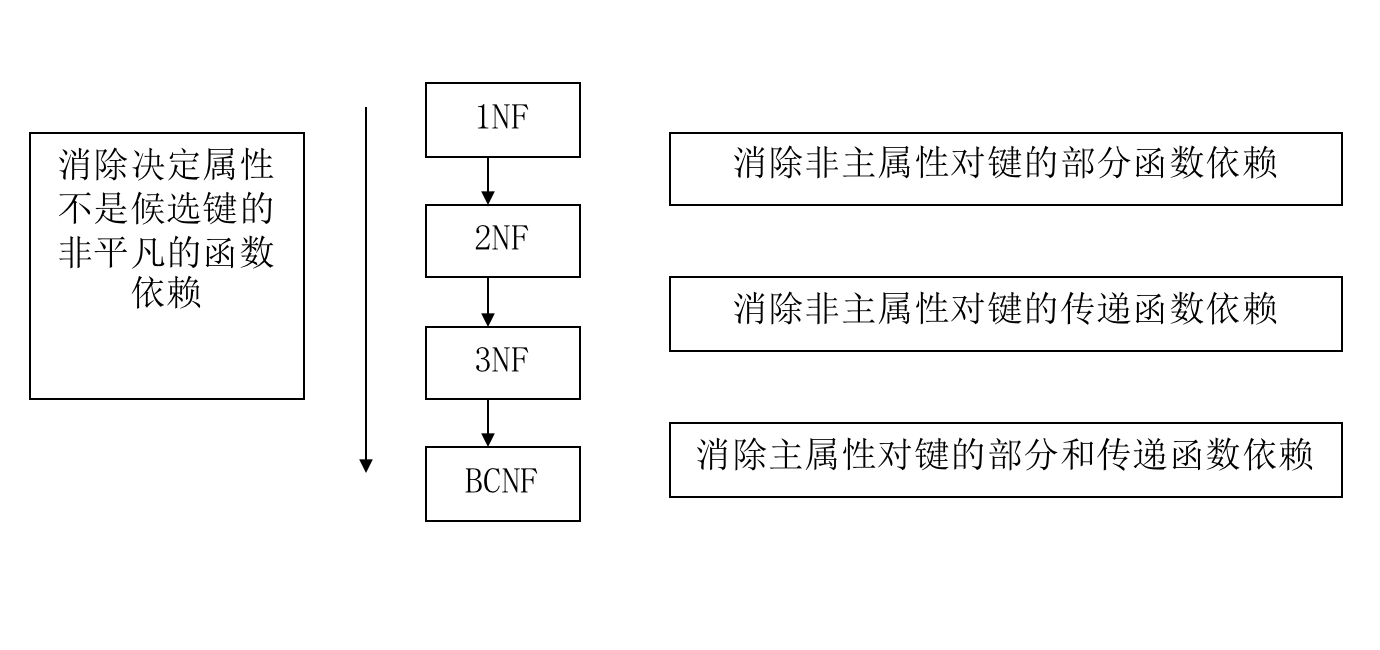 消除决定属性
不是候选键的
非平凡的函数
依赖
1NF
2NF
3NF
BCNF
消除非主属性对键的部分函数依赖
消除非主属性对键的传递函数依赖
消除主属性对键的部分和传递函数依赖